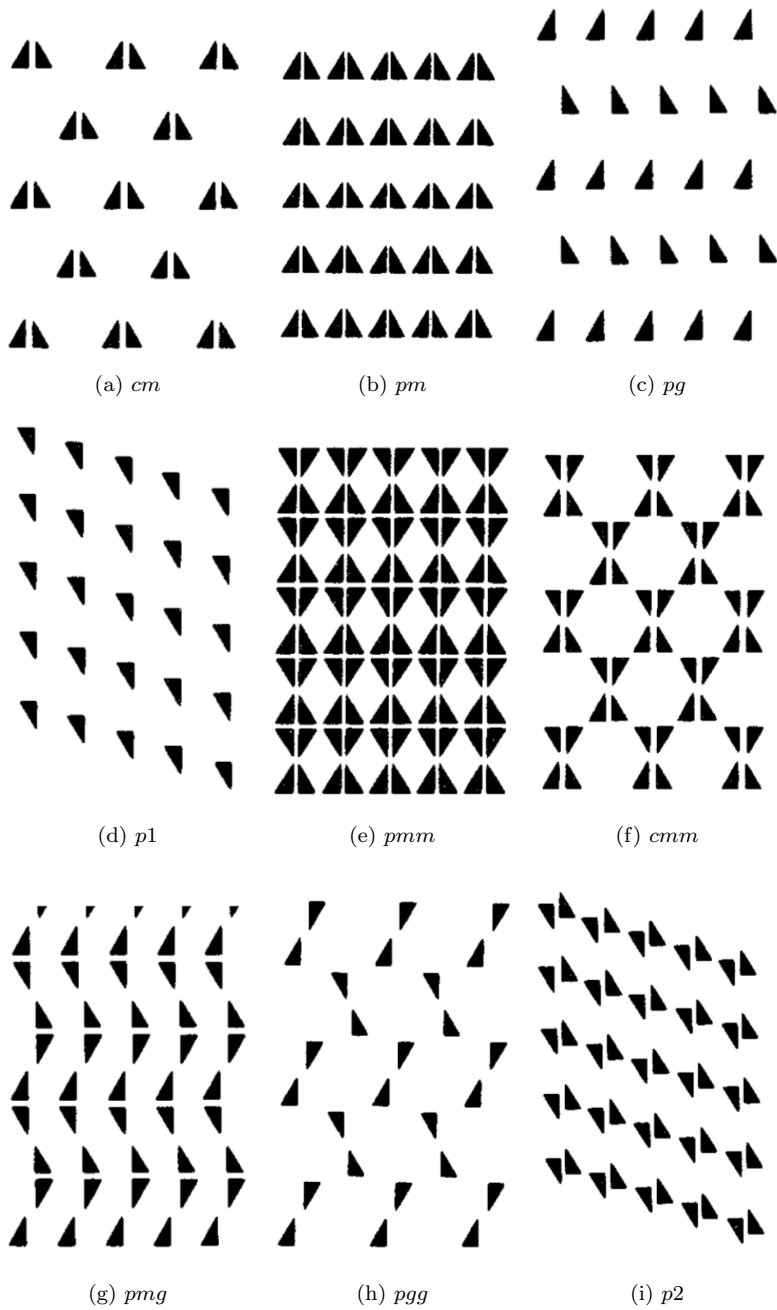 (a) cm (b) pm (c) pg
(d) p1 (e) pmm (f) cmm
(g) pmg (h) pgg (i) p2